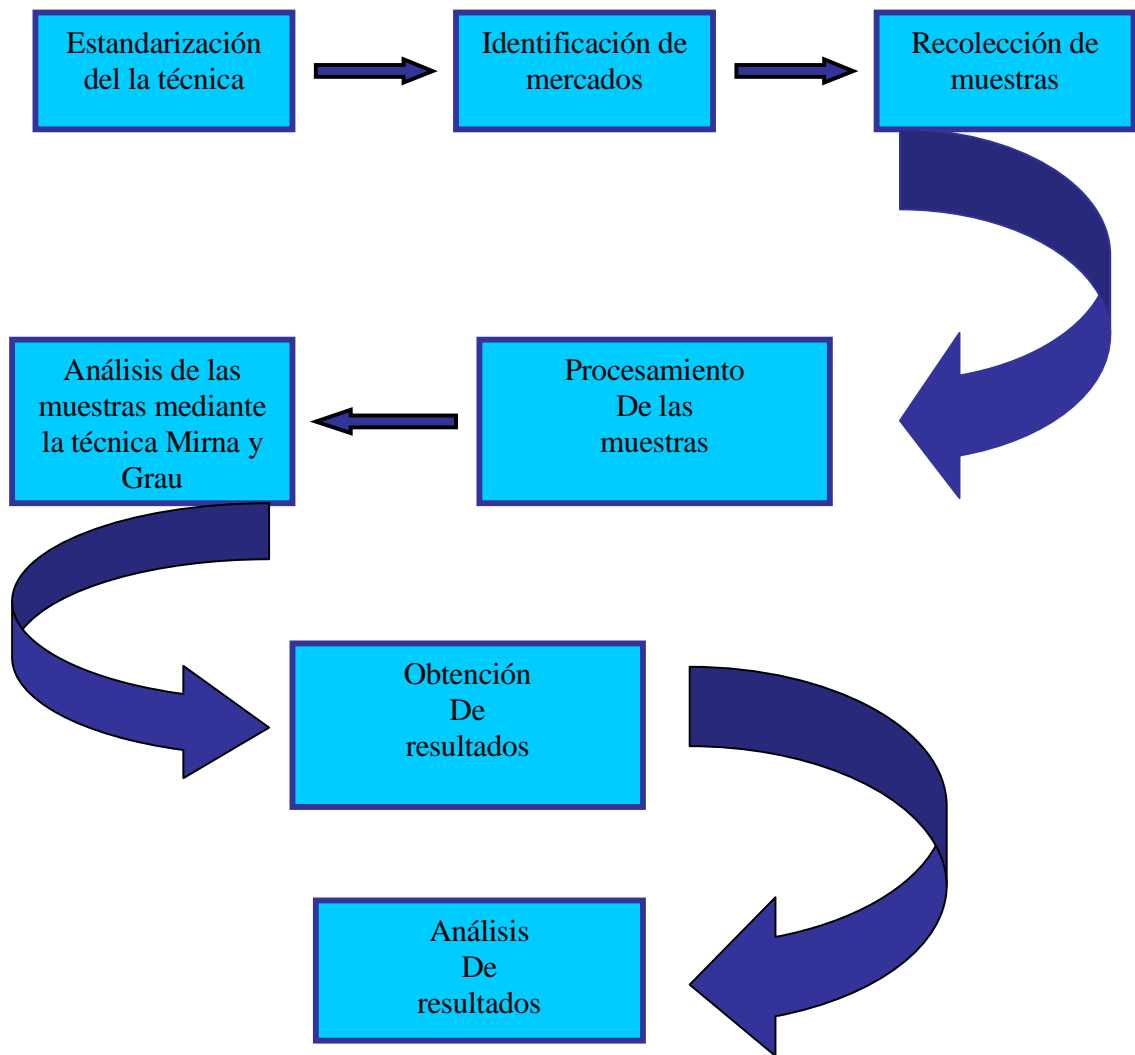 Estandarización
del la técnica
Identificación de
mercados
Recolección de
muestras
Procesamiento
De las
muestras
Análisis de las
muestras mediante
la técnica Mirna y
Grau
Obtención
De
resultados
Análisis
De
resultados